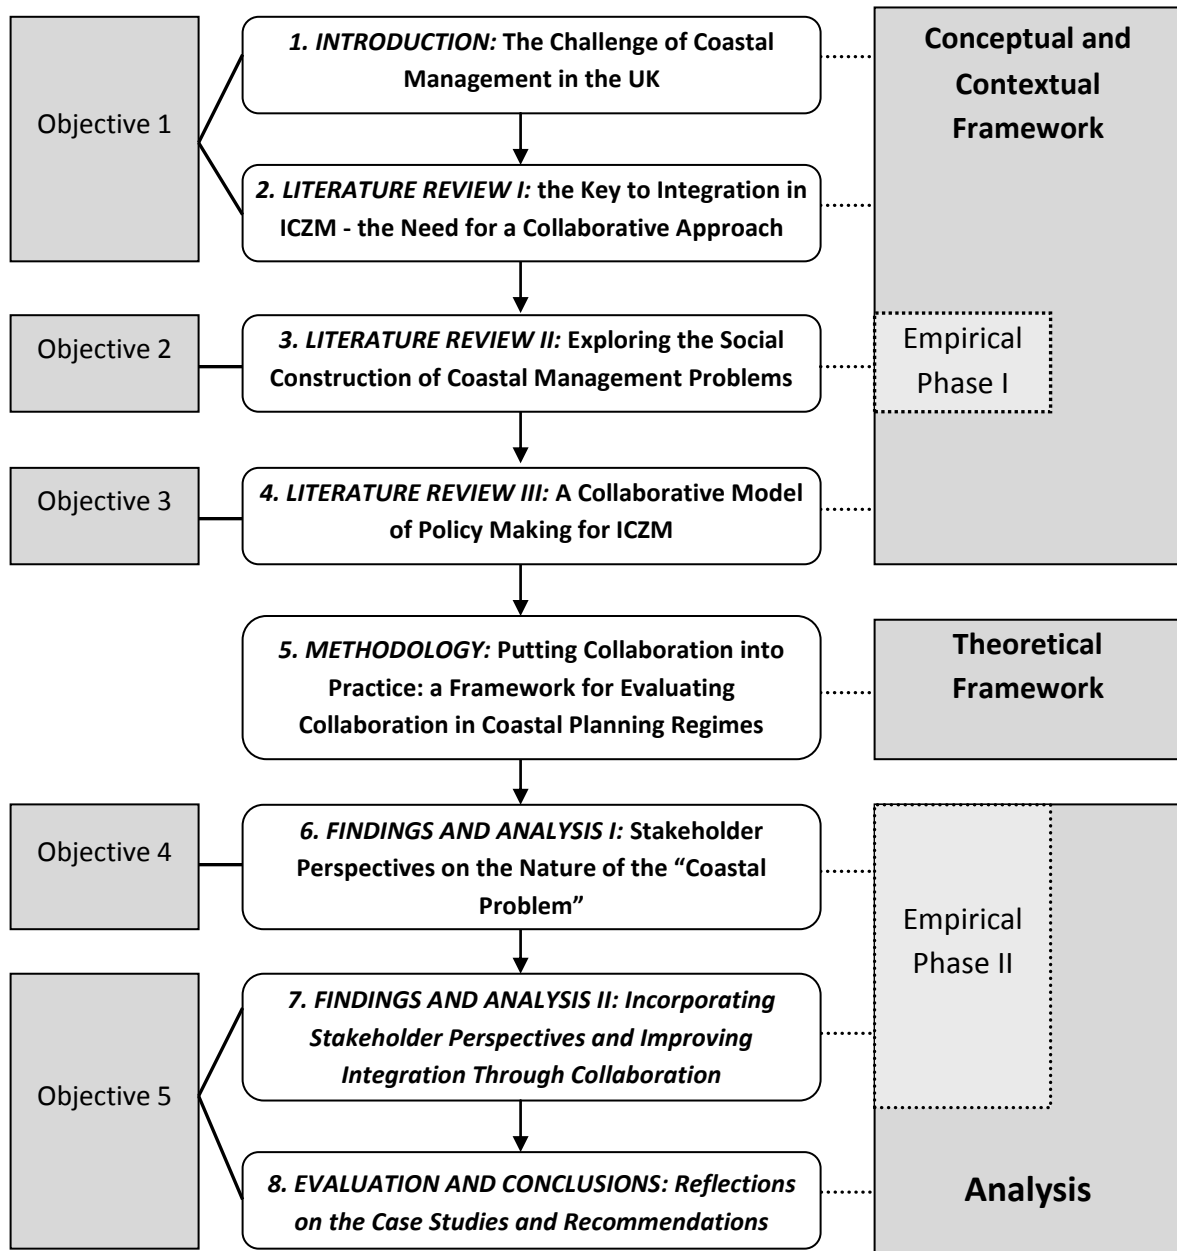 1. INTRODUCTION: The Challenge of Coastal
Management in the UK
Conceptual and
Contextual
Framework
Objective 1
2. LITERATURE REVIEW I: the Key to Integration in
ICZM - the Need for a Collaborative Approach
Objective 2
3. LITERATURE REVIEW II: Exploring the Social
Construction of Coastal Management Problems
Empirical
Phase I
Objective 3
4. LITERATURE REVIEW III: A Collaborative Model
of Policy Making for ICZM
5. METHODOLOGY: Putting Collaboration into
Practice: a Framework for Evaluating
Collaboration in Coastal Planning Regimes
Theoretical
Framework
Objective 4
6. FINDINGS AND ANALYSIS I: Stakeholder
Perspectives on the Nature of the “Coastal
Problem”
Empirical
Phase II
Objective 5
7. FINDINGS AND ANALYSIS II: Incorporating
Stakeholder Perspectives and Improving
Integration Through Collaboration
8. EVALUATION AND CONCLUSIONS: Reflections
on the Case Studies and Recommendations
Analysis